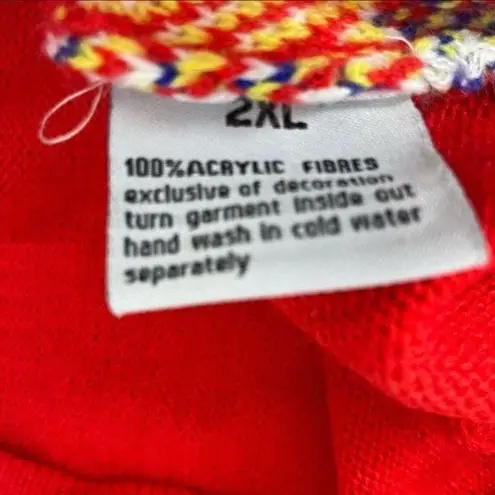 2XL
100%ACRYLIC FIBRES
exclusive of decoration
turn garment inside out
hand wash in cold water
separately